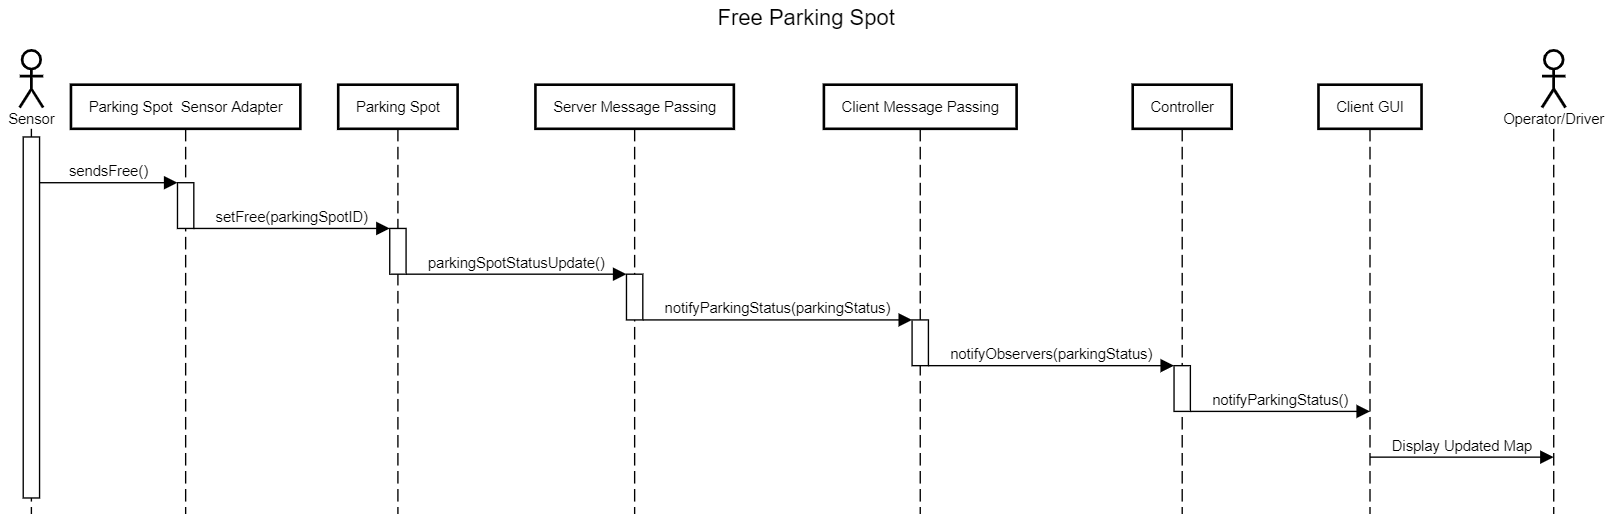 Free Parking Spot
Sensor
Parking Spot  Sensor Adapter
Parking Spot
Server Message Passing
Client Message Passing
Controller
Client GUI
Operator/Driver
sendsFree()
setFree(parkingSpotID)
parkingSpotStatusUpdate()
notifyParkingStatus(parkingStatus)
notifyObservers(parkingStatus)
notifyParkingStatus()
Display Updated Map